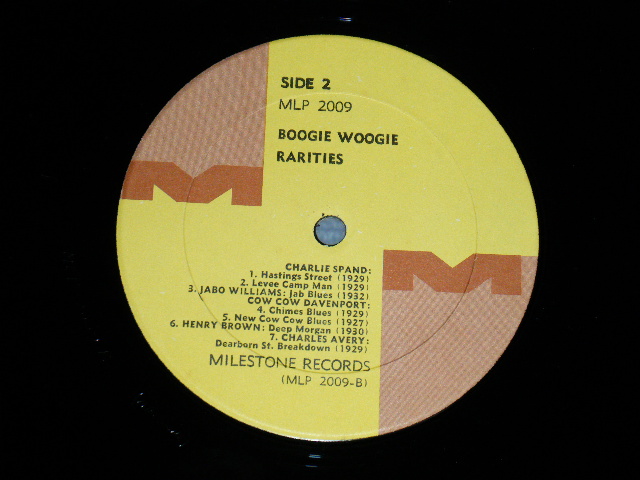 SIDE 2
MLP 2009
BOOGIE WOOGIE
RARITIES
CHARLIE SPAND:
1. Hastings Street (1929)
2. Levee Camp Man (1929)
3. JABO WILLIAMS: Jab Blues (1932)
COW COW DAVENPORT:
4. Chimes Blues (1929)
5. New Cow Cow Blues (1927)
6. HENRY BROWN: Deep Morgan (1930)
7. CHARLES AVERY:
Dearborn St. Breakdown (1929)
MILESTONE RECORDS
(MLP 2009-B)